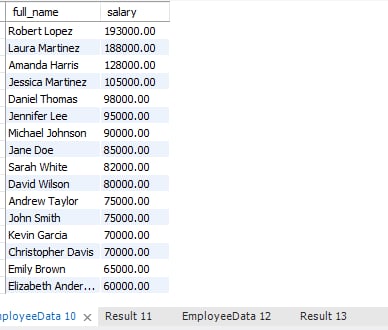 full_name salary
Robert Lopez 193000.00
Laura Martinez 188000.00
Amanda Harris 128000.00
Jessica Martinez 105000.00
Daniel Thomas 98000.00
Jennifer Lee 95000.00
Michael Johnson 90000.00
Jane Doe 85000.00
Sarah White 82000.00
David Wilson 80000.00
Andrew Taylor 75000.00
John Smith 75000.00
Kevin Garcia 70000.00
Christopher Davis 70000.00
Emily Brown 65000.00
Elizabeth Ander... 60000.00
mployeeData 10 × Result 11 EmployeeData 12 Result 13